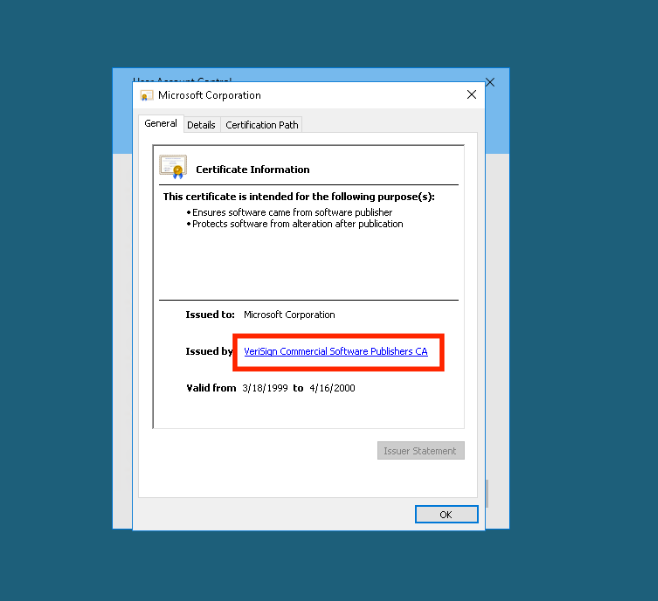 User Account Control
Microsoft Corporation
General Details Certification Path
Certificate Information
This certificate is intended for the following purpose(s):
• Ensures software came from software publisher
• Protects software from alteration after publication
Issued to: Microsoft Corporation
Issued by VeriSign Commercial Software Publishers CA
Valid from 3/18/1999 to 4/16/2000
Issuer Statement
OK